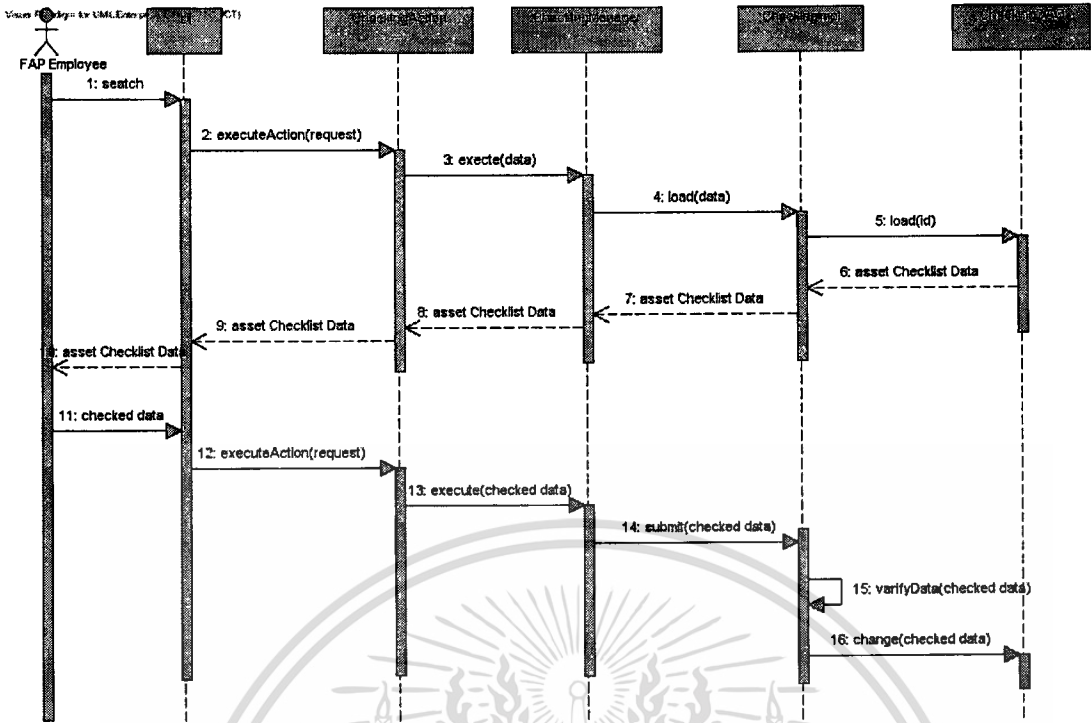 FAP Employee
1: seatch
2: executeAction(request)
3: execte(data)
4: load(data)
5: load(id)
6: asset Checklist Data
7: asset Checklist Data
8: asset Checklist Data
9: asset Checklist Data
asset Checklist Data
11: checked data
12: executeAction(request)
13: execute(checked data)
14: submit(checked data)
15: varifyData(checked data)
16: change(checked data)